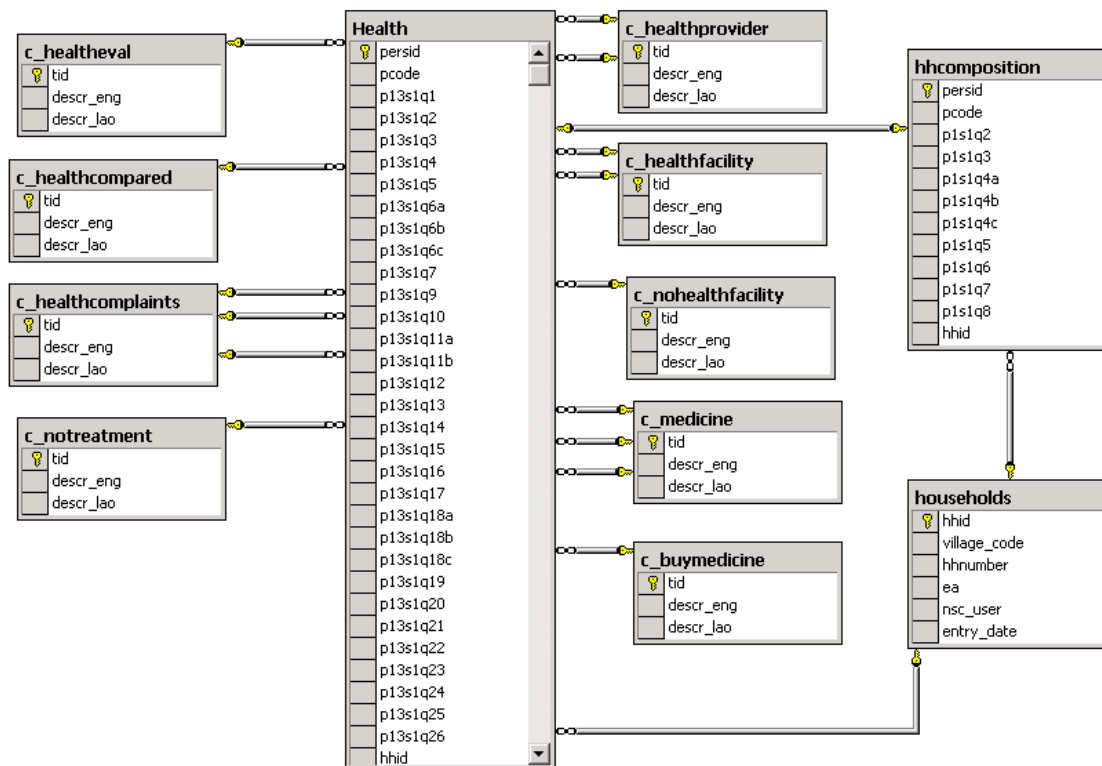 c_healtheval
tid
descr_eng
descr_lao
c_healthcompared
tid
descr_eng
descr_lao
c_healthcomplaints
tid
descr_eng
descr_lao
c_notreatment
tid
descr_eng
descr_lao
Health
persid
pcode
p13s1q1
p13s1q2
p13s1q3
p13s1q4
p13s1q5
p13s1q6a
p13s1q6b
p13s1q6c
p13s1q7
p13s1q9
p13s1q10
p13s1q11a
p13s1q11b
p13s1q12
p13s1q13
p13s1q14
p13s1q15
p13s1q16
p13s1q17
p13s1q18a
p13s1q18b
p13s1q18c
p13s1q19
p13s1q20
p13s1q21
p13s1q22
p13s1q23
p13s1q24
p13s1q25
p13s1q26
hhid
c_healthprovider
tid
descr_eng
descr_lao
c_healthfacility
tid
descr_eng
descr_lao
c_nohealthfacility
tid
descr_eng
descr_lao
c_medicine
tid
descr_eng
descr_lao
c_buymedicine
tid
descr_eng
descr_lao
hhcomposition
persid
pcode
p1s1q2
p1s1q3
p1s1q4a
p1s1q4b
p1s1q4c
p1s1q5
p1s1q6
p1s1q7
p1s1q8
hhid
households
hhid
village_code
hhnumber
ea
nsc_user
entry_date